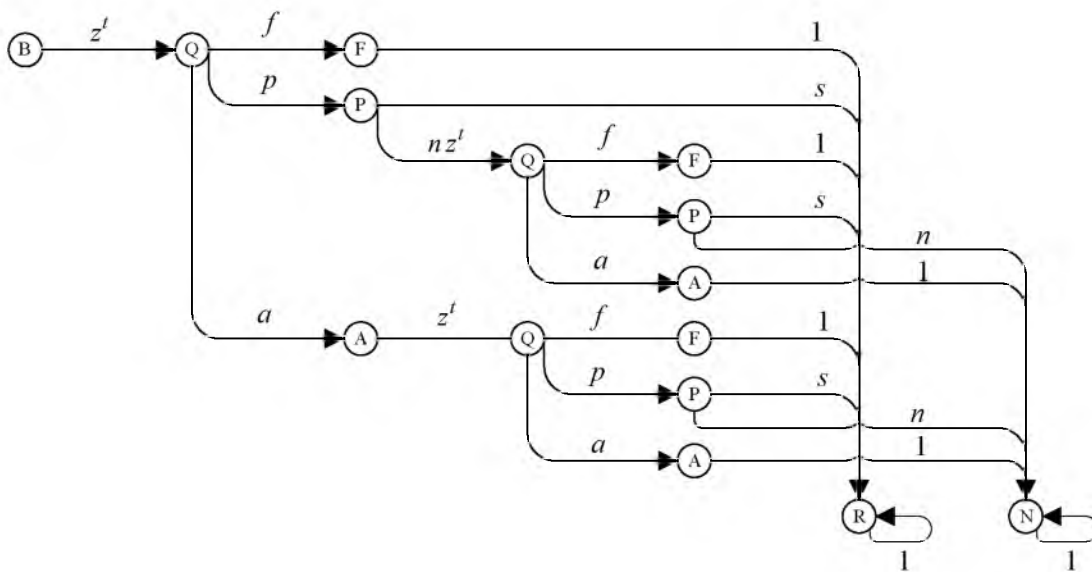 B z^t Q f F 1
p P s
n z^t Q f F 1
p P s
n
a A 1
a A z^t Q f F 1
p P s
n
a A 1
R N
1 1